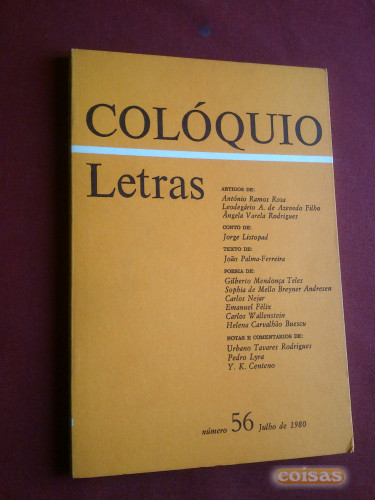 COLÓQUIO
Letras
ARTIGOS DE:
António Ramos Rosa
Leodegário A. de Azevedo Filho
Ângela Varela Rodrigues
CONTO DE:
Jorge Listopad
TEXTO DE:
João Palma-Ferreira
POESIA DE:
Gilberto Mendonça Teles
Sophia de Mello Breyner Andresen
Carlos Nejar
Emanuel Félix
Carlos Wallenstein
Helena Carvalhão Buescu
NOTAS E COMENTÁRIOS DE:
Urbano Tavares Rodrigues
Pedro Lyra
Y. K. Centeno
número 56 Julho de 1980
coisas